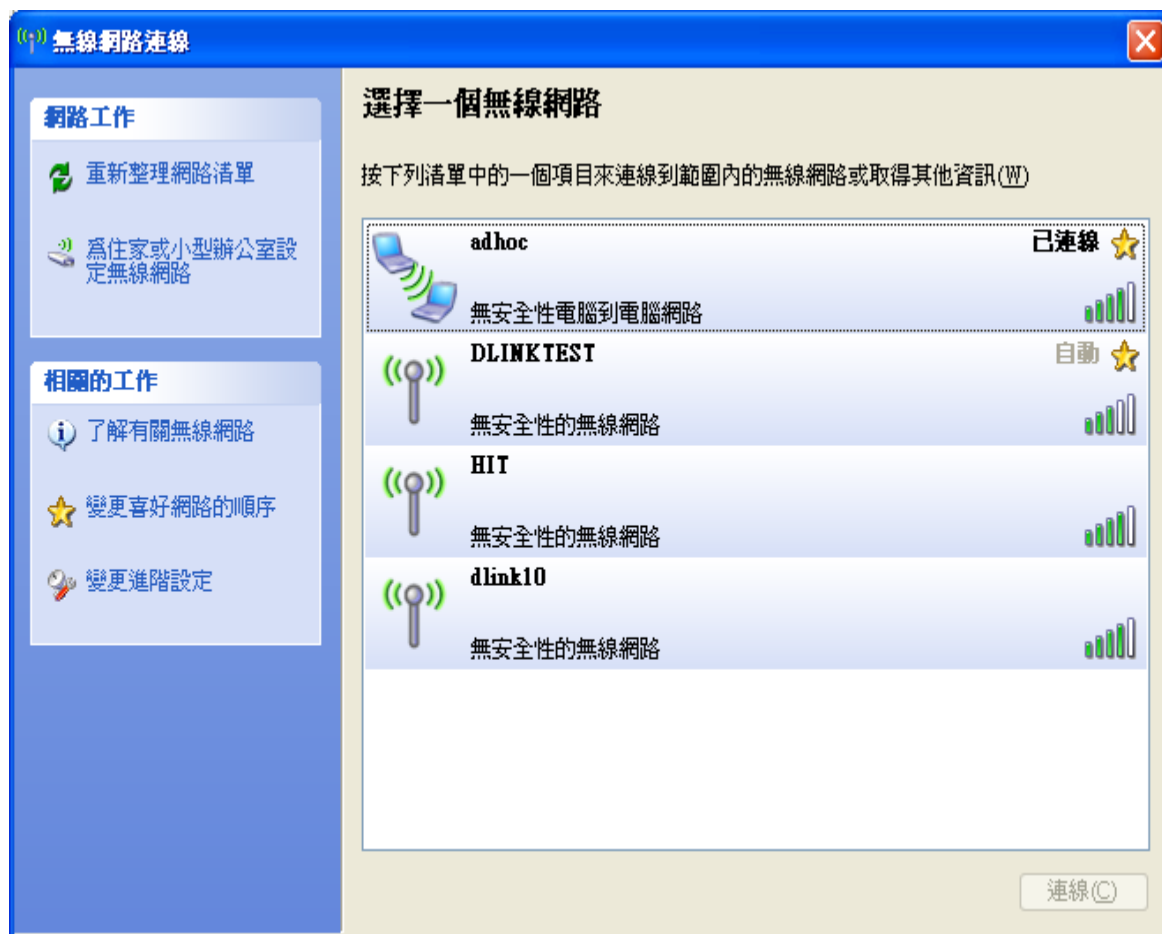 無線網路連線
網路工作
重新整理網路清單
為住家或小型辦公室設
定無線網路
相關的工作
了解有關無線網路
變更喜好網路的順序
變更進階設定
選擇一個無線網路
按下列清單中的一個項目來連線到範圍內的無線網路或取得其他資訊(W)
adhoc 已連線
無安全性電腦到電腦網路
DLINKTEST 自動
無安全性的無線網路
HIT
無安全性的無線網路
dlink10
無安全性的無線網路
連線(C)